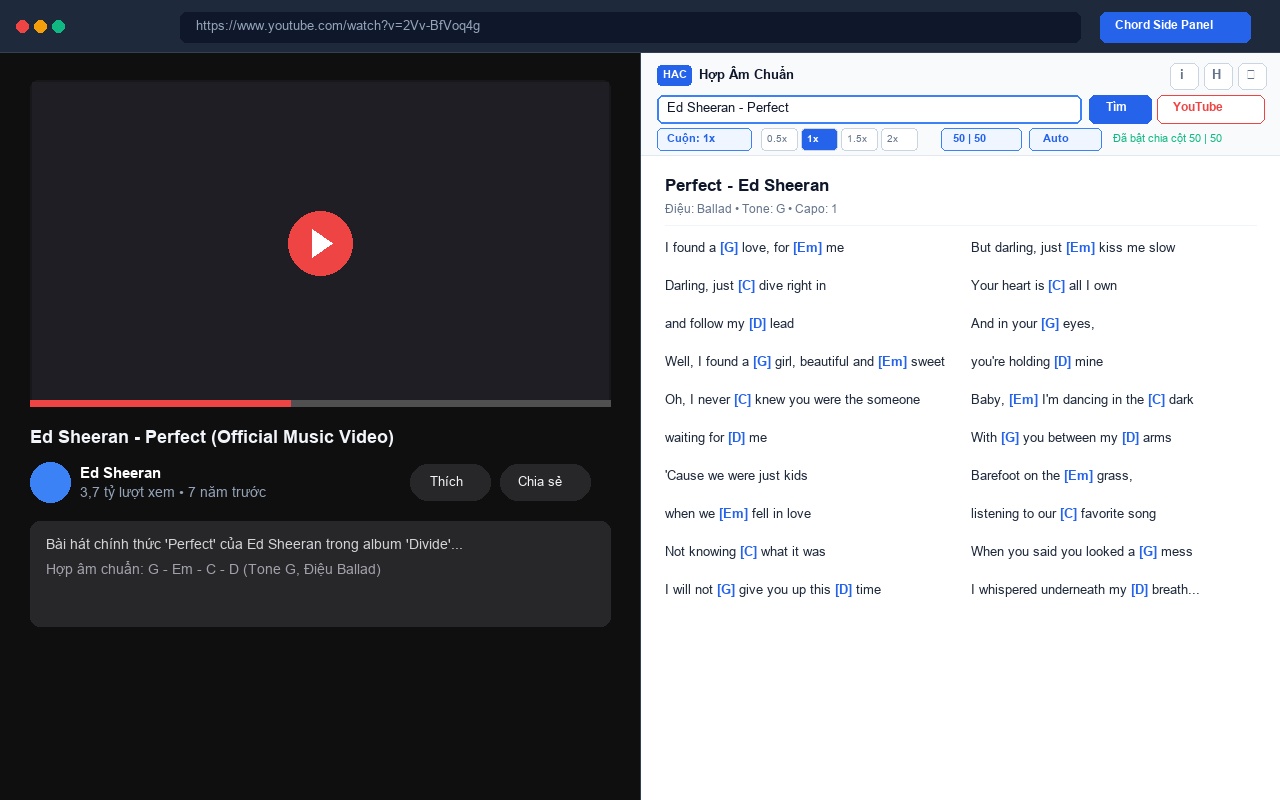 https://www.youtube.com/watch?v=2Vv-BfVoq4g
Chord Side Panel
Ed Sheeran - Perfect (Official Music Video)
Ed Sheeran
3,7 tỷ lượt xem • 7 năm trước
Thích
Chia sẻ
Bài hát chính thức 'Perfect' của Ed Sheeran trong album 'Divide'...
Hợp âm chuẩn: G - Em - C - D (Tone G, Điệu Ballad)
HAC Hợp Âm Chuẩn
i H
Ed Sheeran - Perfect
Tìm
YouTube
Cuộn: 1x 0.5x 1x 1.5x 2x 50 | 50 Auto Đã bật chia cột 50 | 50
Perfect - Ed Sheeran
Điệu: Ballad • Tone: G • Capo: 1
I found a [G] love, for [Em] me
Darling, just [C] dive right in
and follow my [D] lead
Well, I found a [G] girl, beautiful and [Em] sweet
Oh, I never [C] knew you were the someone
waiting for [D] me
'Cause we were just kids
when we [Em] fell in love
Not knowing [C] what it was
I will not [G] give you up this [D] time
But darling, just [Em] kiss me slow
Your heart is [C] all I own
And in your [G] eyes,
you're holding [D] mine
Baby, [Em] I'm dancing in the [C] dark
With [G] you between my [D] arms
Barefoot on the [Em] grass,
listening to our [C] favorite song
When you said you looked a [G] mess
I whispered underneath my [D] breath...